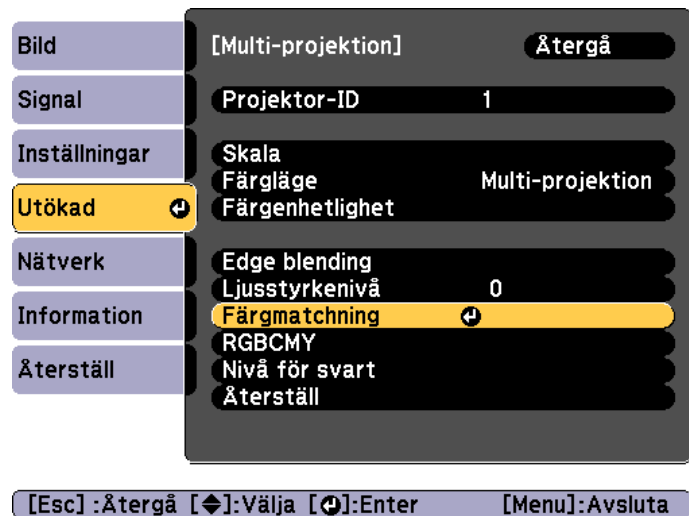 Bild
Signal
Inställningar
Utökad
Nätverk
Information
Återställ
[Multi-projektion] Återgå
Projektor-ID 1
Skala
Färgläge Multi-projektion
Färgenhetlighet
Edge blending
Ljusstyrkenivå 0
Färgmatchning
RGBCMY
Nivå för svart
Återställ
[Esc] :Återgå [◆]:Välja [⏎]:Enter [Menu]:Avsluta